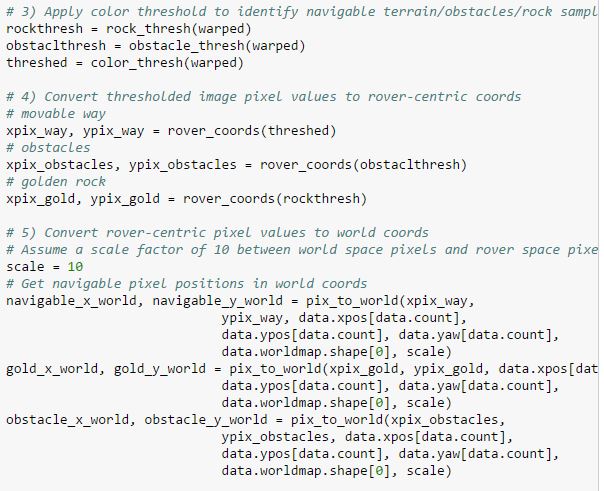 # 3) Apply color threshold to identify navigable terrain/obstacles/rock sampl
rockthresh = rock_thresh(warped)
obstaclthresh = obstacle_thresh(warped)
threshed = color_thresh(warped)

# 4) Convert thresholded image pixel values to rover-centric coords
# movable way
xpix_way, ypix_way = rover_coords(threshed)
# obstacles
xpix_obstacles, ypix_obstacles = rover_coords(obstaclthresh)
# golden rock
xpix_gold, ypix_gold = rover_coords(rockthresh)

# 5) Convert rover-centric pixel values to world coords
# Assume a scale factor of 10 between world space pixels and rover space pixe
scale = 10
# Get navigable pixel positions in world coords
navigable_x_world, navigable_y_world = pix_to_world(xpix_way,
                            ypix_way, data.xpos[data.count],
                            data.ypos[data.count], data.yaw[data.count],
                            data.worldmap.shape[0], scale)
gold_x_world, gold_y_world = pix_to_world(xpix_gold, ypix_gold, data.xpos[dat
                            data.ypos[data.count], data.yaw[data.count],
                            data.worldmap.shape[0], scale)
obstacle_x_world, obstacle_y_world = pix_to_world(xpix_obstacles,
                            ypix_obstacles, data.xpos[data.count],
                            data.ypos[data.count], data.yaw[data.count],
                            data.worldmap.shape[0], scale)